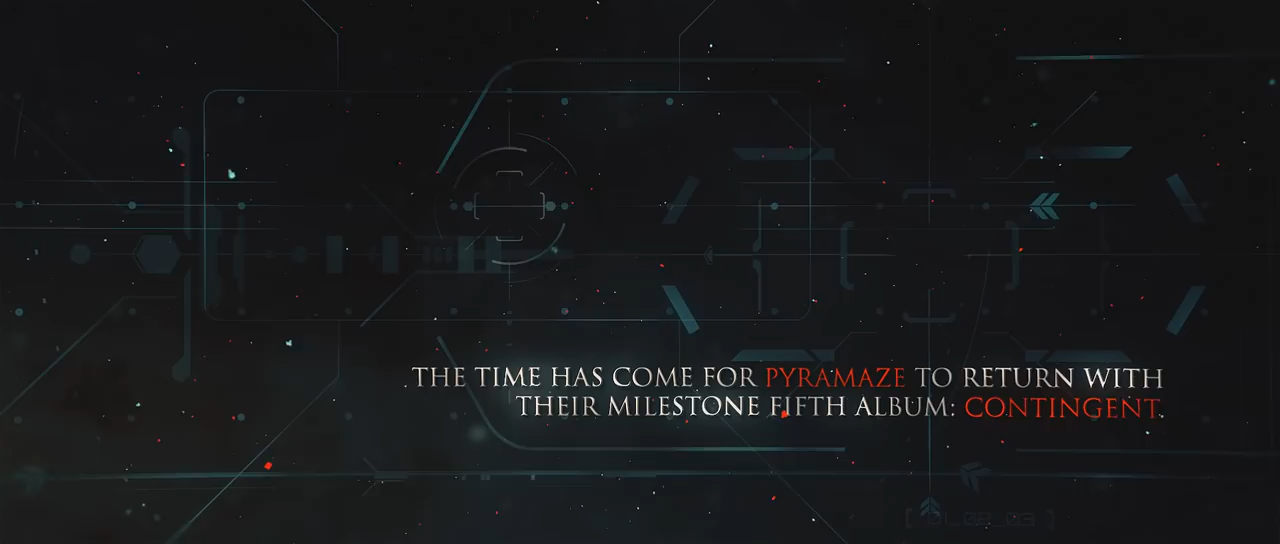 THE TIME HAS COME FOR PYRAMAZE TO RETURN WITH
THEIR MILESTONE FIFTH ALBUM: CONTINGENT.